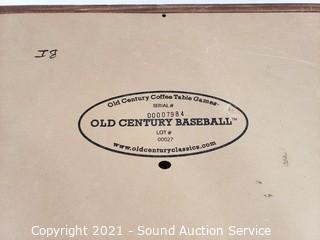 Old Century Coffee Table Games
SERIAL #
00007984
OLD CENTURY BASEBALL™
LOT #
00027
www.oldcenturyclassics.com
Copyright 2021 - Sound Auction Service